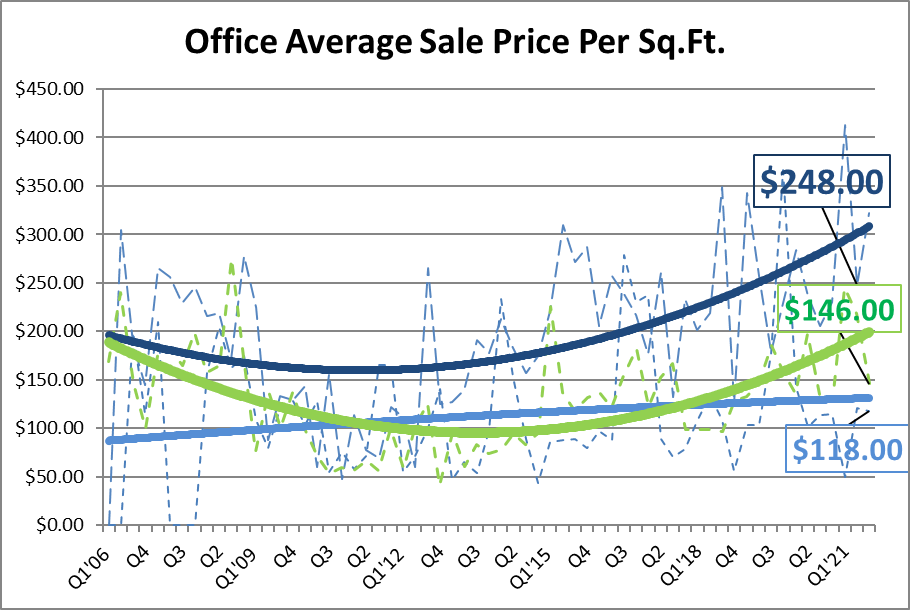 Office Average Sale Price Per Sq.Ft.
$450.00
$400.00
$350.00
$300.00
$250.00
$200.00
$150.00
$100.00
$50.00
$0.00
$248.00
$146.00
$118.00
Q1'06
Q4
Q3
Q2
Q1'09
Q4
Q3
Q2
Q1'12
Q4
Q3
Q2
Q1'15
Q4
Q3
Q2
Q1'18
Q4
Q3
Q2
Q1'21